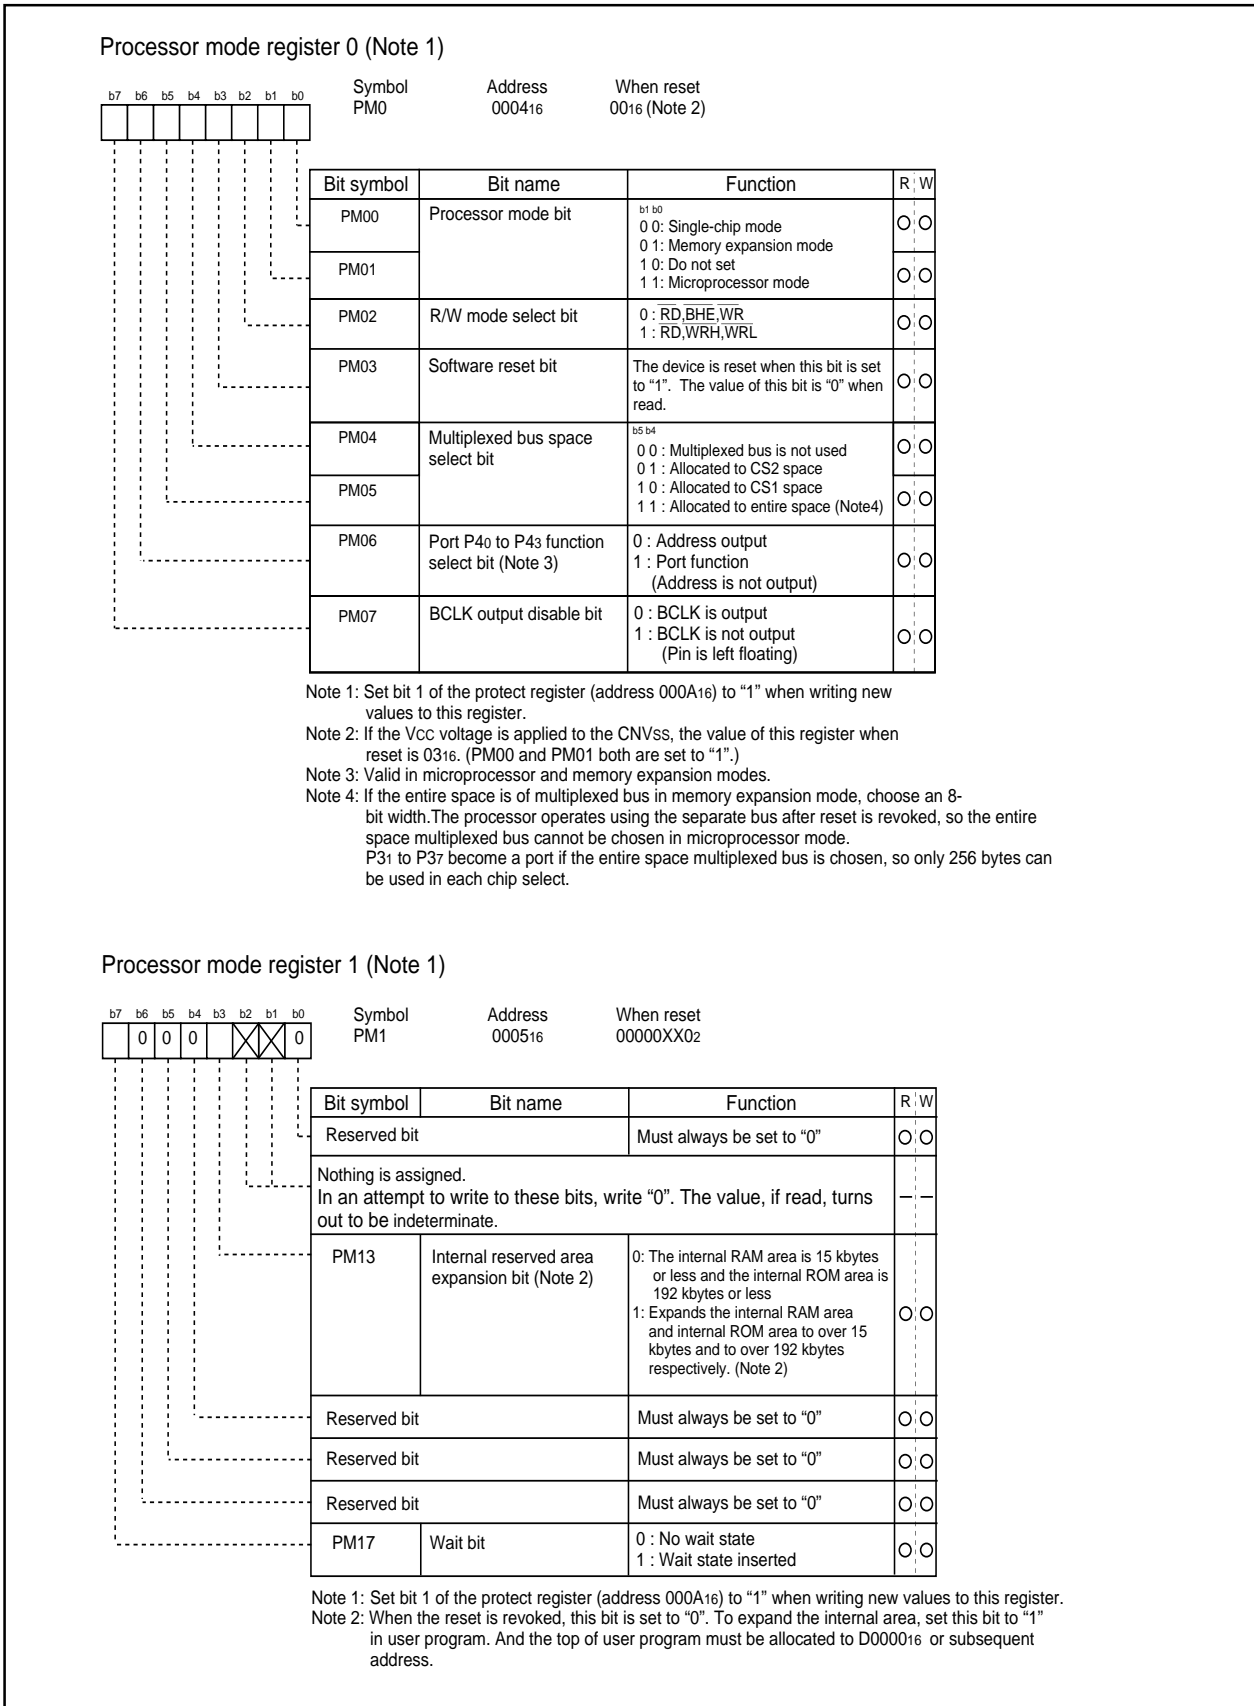 Processor mode register 0 (Note 1)
Symbol Address When reset
PM0 000416 0016 (Note 2)
b7 b6 b5 b4 b3 b2 b1 b0
Bit symbol Bit name Function R W
PM00 Processor mode bit b1 b0
0 0: Single-chip mode
0 1: Memory expansion mode
PM01 1 0: Do not set
1 1: Microprocessor mode
PM02 R/W mode select bit 0 : RD,BHE,WR
1 : RD,WRH,WRL
PM03 Software reset bit The device is reset when this bit is set
to “1”. The value of this bit is “0” when
read.
PM04 Multiplexed bus space b5 b4
select bit 0 0 : Multiplexed bus is not used
0 1 : Allocated to CS2 space
PM05 1 0 : Allocated to CS1 space
1 1 : Allocated to entire space (Note4)
PM06 Port P40 to P43 function 0 : Address output
select bit (Note 3) 1 : Port function
(Address is not output)
PM07 BCLK output disable bit 0 : BCLK is output
1 : BCLK is not output
(Pin is left floating)
Note 1: Set bit 1 of the protect register (address 000A16) to “1” when writing new
values to this register.
Note 2: If the VCC voltage is applied to the CNVSS, the value of this register when
reset is 0316. (PM00 and PM01 both are set to “1”.)
Note 3: Valid in microprocessor and memory expansion modes.
Note 4: If the entire space is of multiplexed bus in memory expansion mode, choose an 8-
bit width.The processor operates using the separate bus after reset is revoked, so the entire
space multiplexed bus cannot be chosen in microprocessor mode.
P31 to P37 become a port if the entire space multiplexed bus is chosen, so only 256 bytes can
be used in each chip select.
Processor mode register 1 (Note 1)
Symbol Address When reset
PM1 000516 00000XX02
b7 b6 b5 b4 b3 b2 b1 b0
0 0 0 0
Bit symbol Bit name Function R W
Reserved bit Must always be set to “0”
Nothing is assigned.
In an attempt to write to these bits, write “0”. The value, if read, turns
out to be indeterminate.
PM13 Internal reserved area 0: The internal RAM area is 15 kbytes
expansion bit (Note 2) or less and the internal ROM area is
192 kbytes or less
1: Expands the internal RAM area
and internal ROM area to over 15
kbytes and to over 192 kbytes
respectively. (Note 2)
Reserved bit Must always be set to “0”
Reserved bit Must always be set to “0”
Reserved bit Must always be set to “0”
PM17 Wait bit 0 : No wait state
1 : Wait state inserted
Note 1: Set bit 1 of the protect register (address 000A16) to “1” when writing new values to this register.
Note 2: When the reset is revoked, this bit is set to “0”. To expand the internal area, set this bit to “1”
in user program. And the top of user program must be allocated to D000016 or subsequent
address.